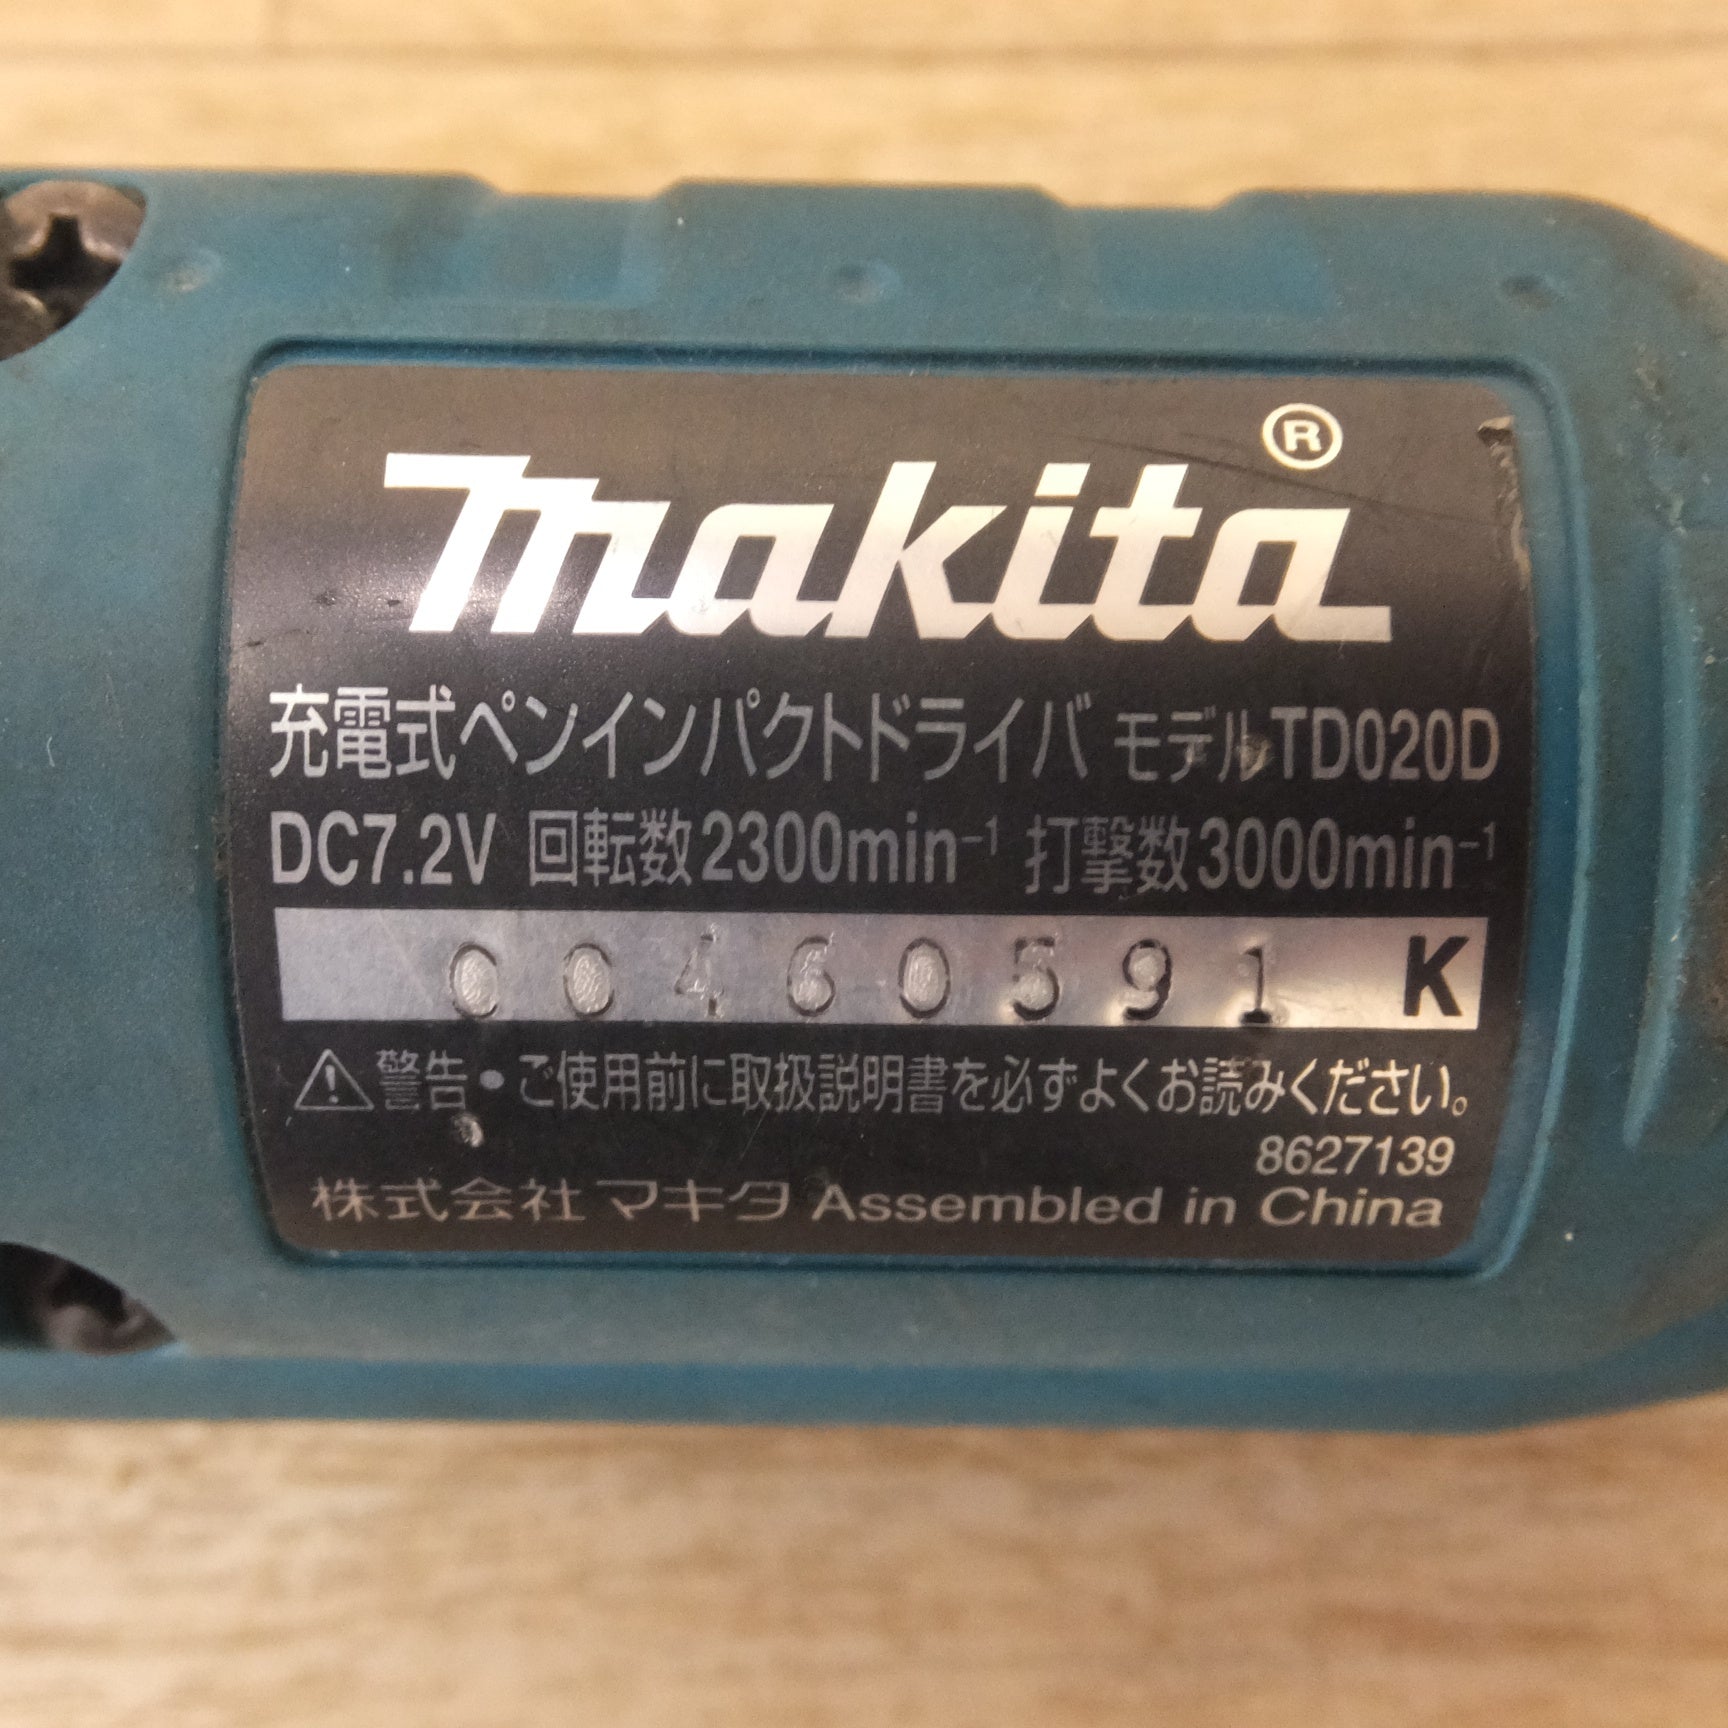 makita®
充電式ペンインパクトドライバ モデルTD020D
DC7.2V 回転数2300min⁻¹ 打撃数3000min⁻¹
00460591 K
⚠警告・ご使用前に取扱説明書を必ずよくお読みください。
8627139
株式会社マキタ Assembled in China